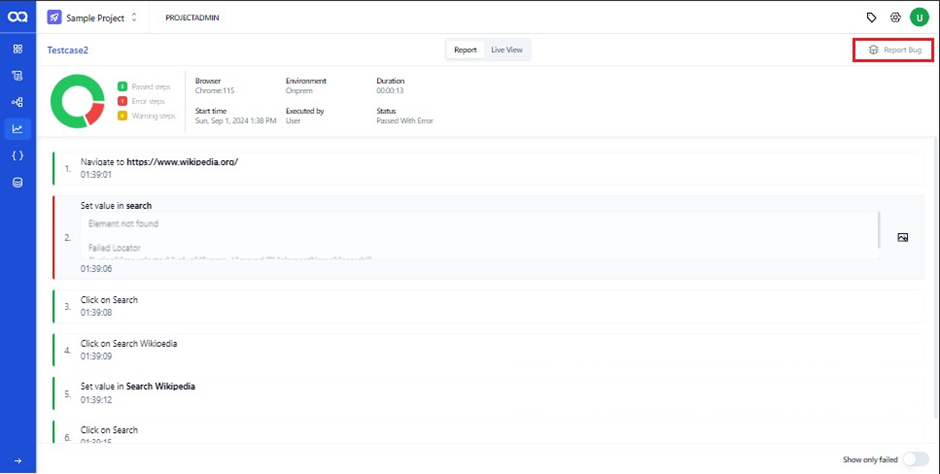 Sample Project
PROJECTADMIN
U
Testcase2
Report
Live View
Report Bug
Passed steps
Error steps
Warning steps
Browser
Chrome:115
Environment
Onprem
Duration
00:00:13
Start time
Sun, Sep 1, 2024 1:38 PM
Executed by
User
Status
Passed With Error
1.
Navigate to https://www.wikipedia.org/
01:39:01
2.
Set value in search
Element not found
Failed Locator
01:39:06
3.
Click on Search
01:39:08
4.
Click on Search Wikipedia
01:39:09
5.
Set value in Search Wikipedia
01:39:12
6.
Click on Search
01:39:15
Show only failed